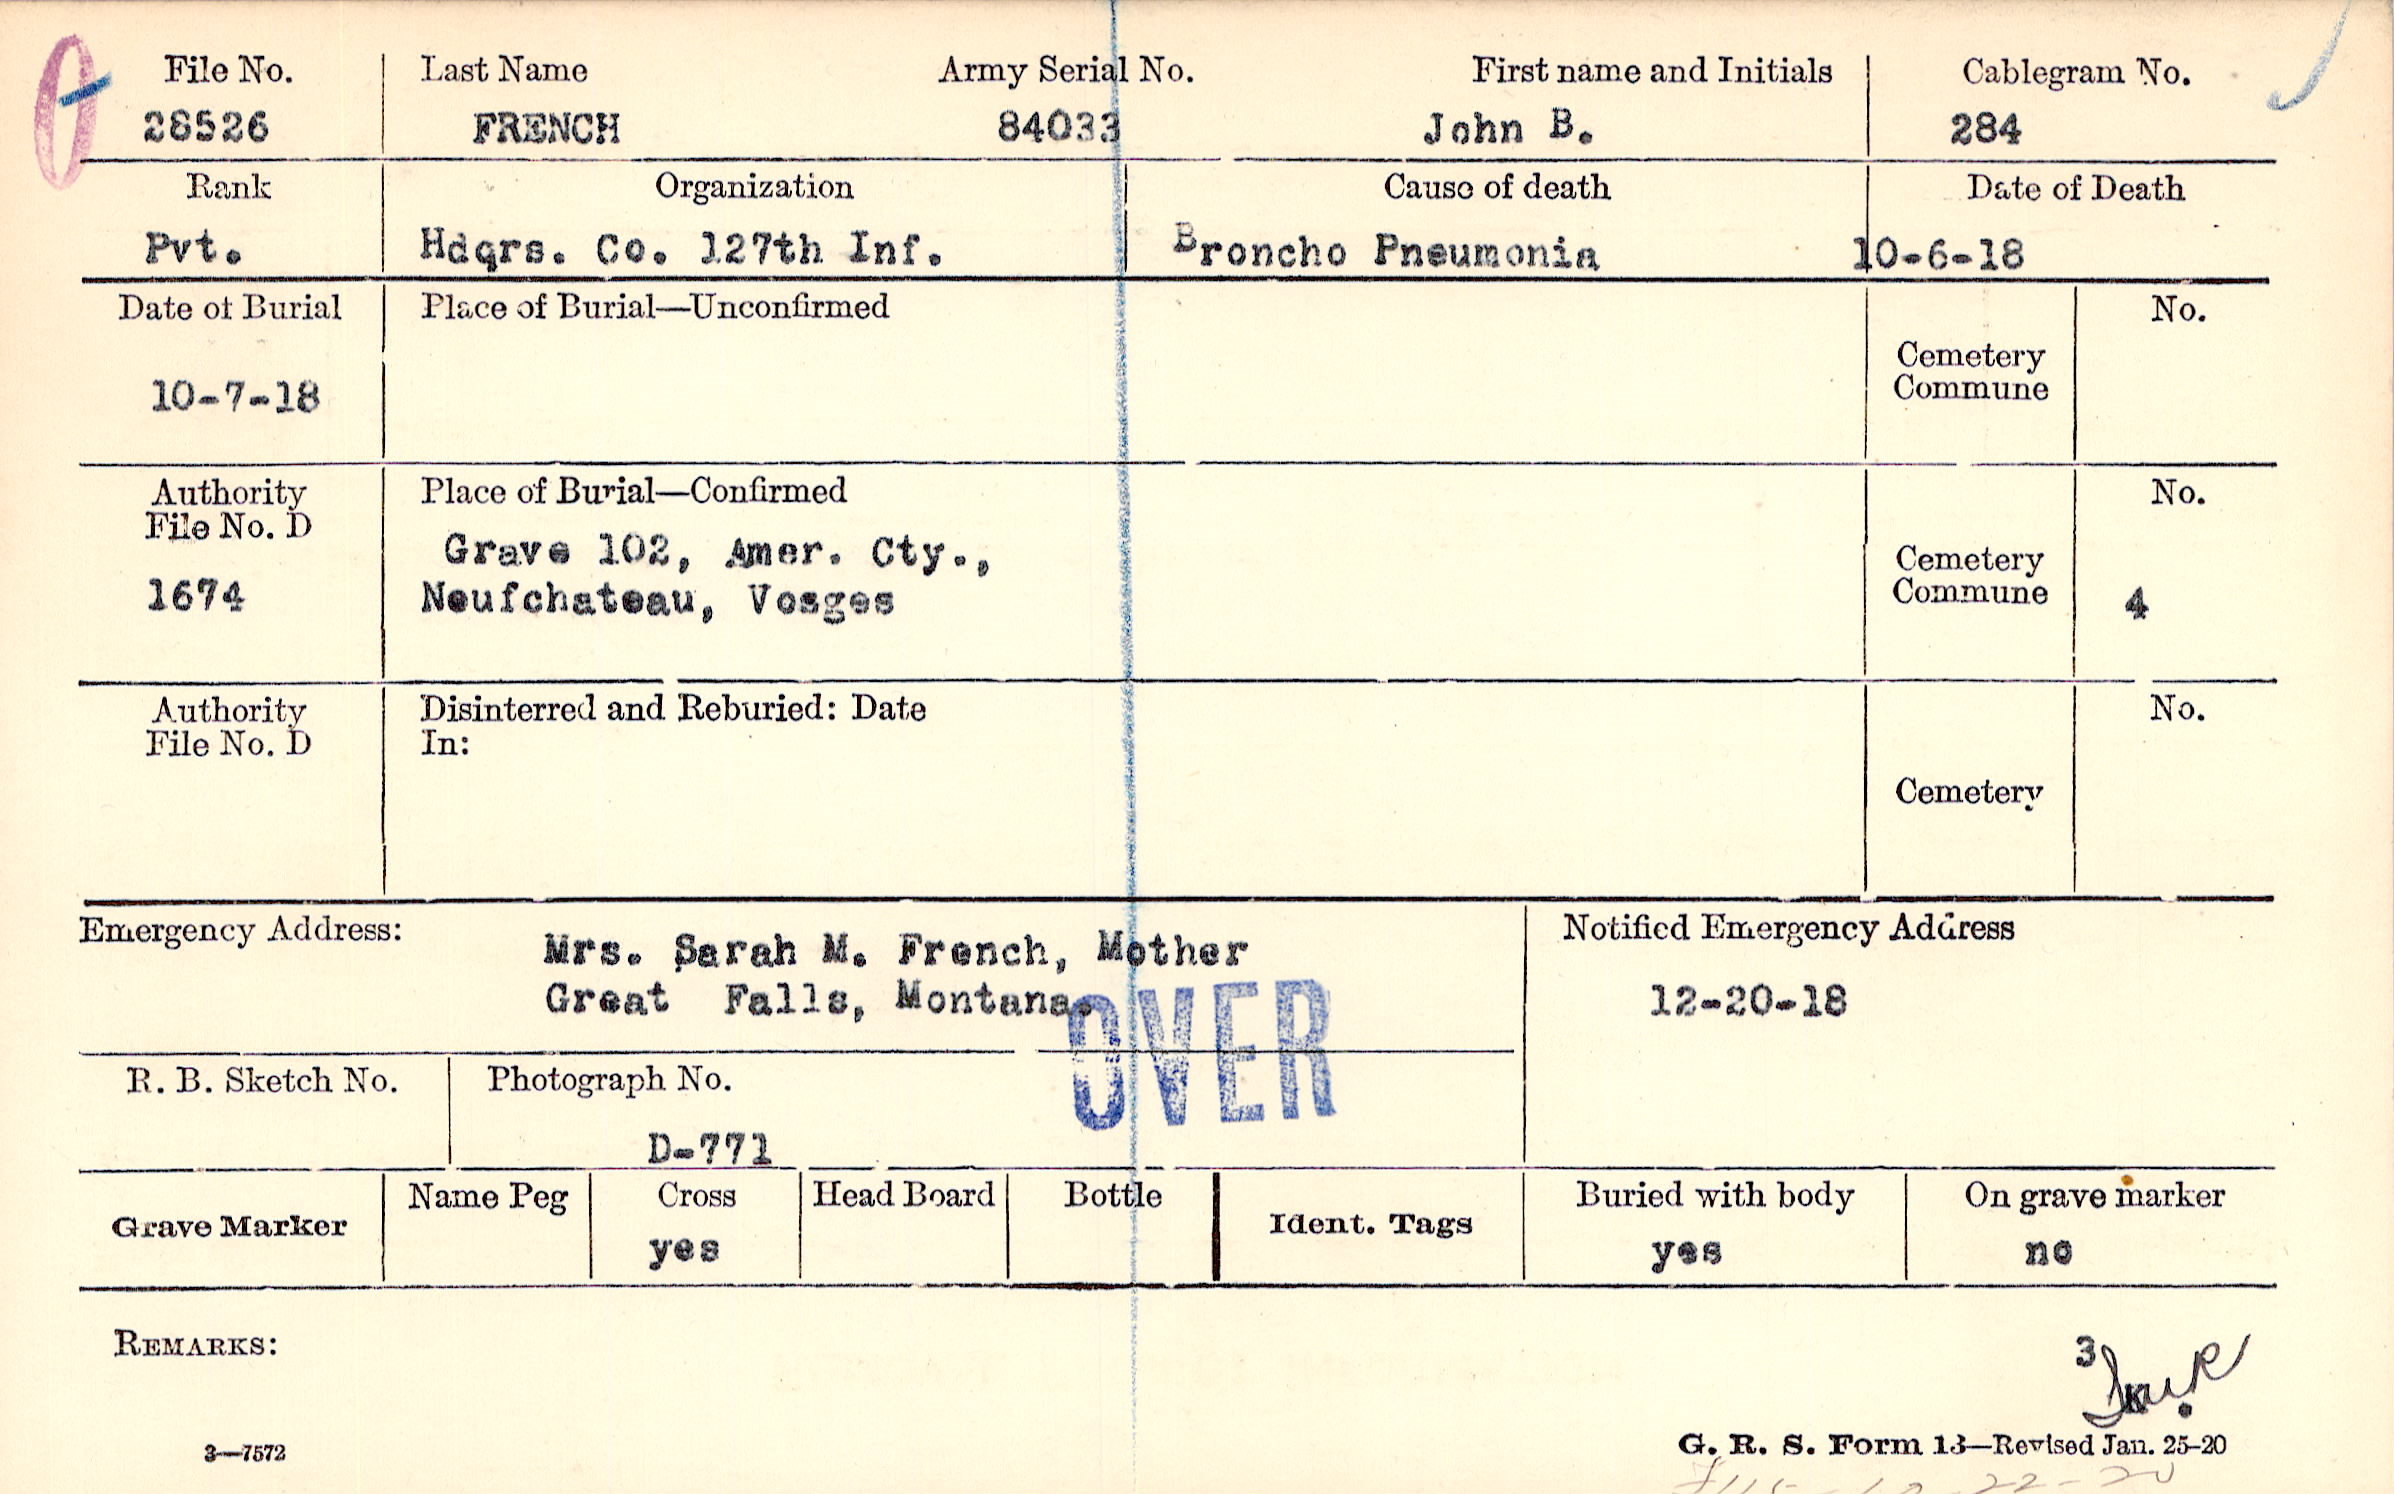 File No. Last Name Army Serial No. First name and Initials Cablegram No.
28526 FRENCH 84033 John B. 284
Rank Organization Cause of death Date of Death
Pvt. Hdqrs. Co. 127th Inf. Broncho Pneumonia 10-6-18
Date of Burial Place of Burial—Unconfirmed No.
Cemetery
Commune
10-7-18
Authority Place of Burial—Confirmed No.
File No. D
Grave 102, Amer. Cty.,
Cemetery
1674 Neufchateau, Vosges Commune 4
Authority Disinterred and Reburied: Date No.
File No. D In:
Cemetery
Emergency Address: Notified Emergency Address
Mrs. Sarah M. French, Mother
Great Falls, Montana. 12-20-18
OVER
R. B. Sketch No. Photograph No.
D-771
Grave Marker Name Peg Cross Head Board Bottle Ident. Tags Buried with body On grave marker
yes yes no
REMARKS:
3
K.
3—7572 G. R. S. Form 13—Revised Jan. 25-20